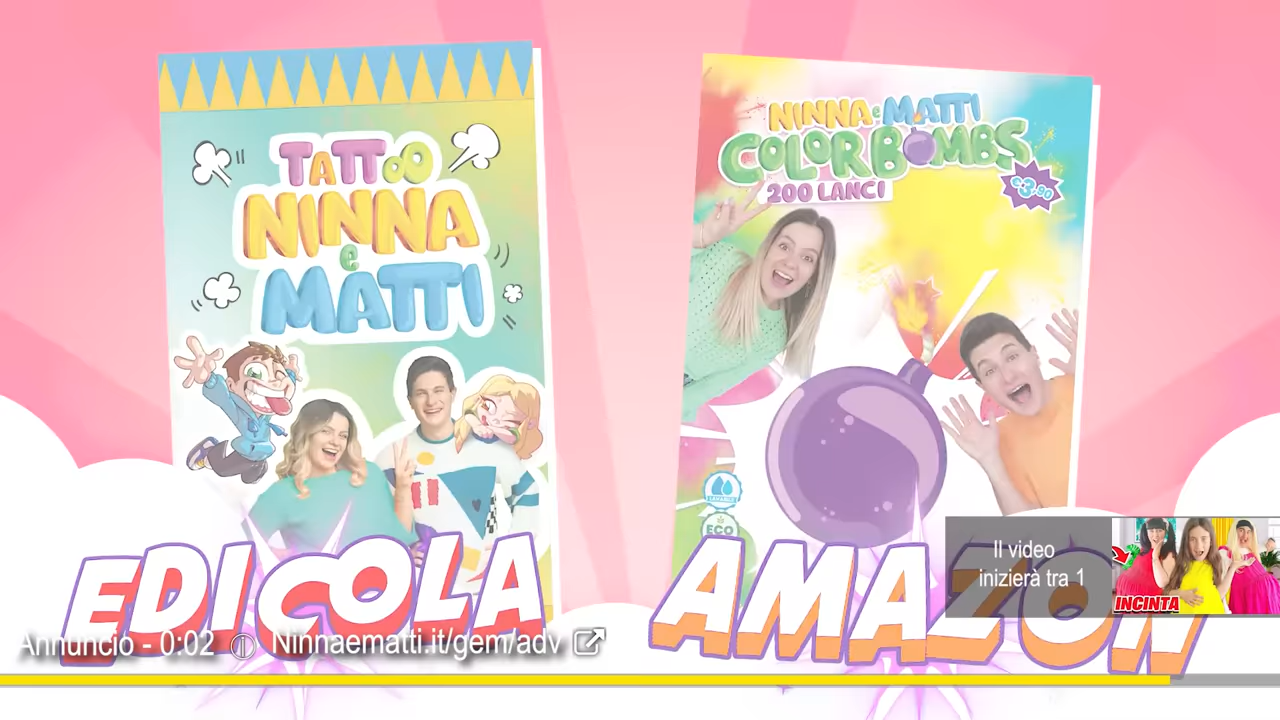 TATToO
NINNA
e
MATTI
NINNA e MATTI
COLOR BOMBS
200 LANCI
€3,90
LAVABILE
ECO
EDICOLA
AMAZON
Il video
inizierà tra 1
INCINTA
Annuncio - 0:02
Ninnaematti.it/gem/adv